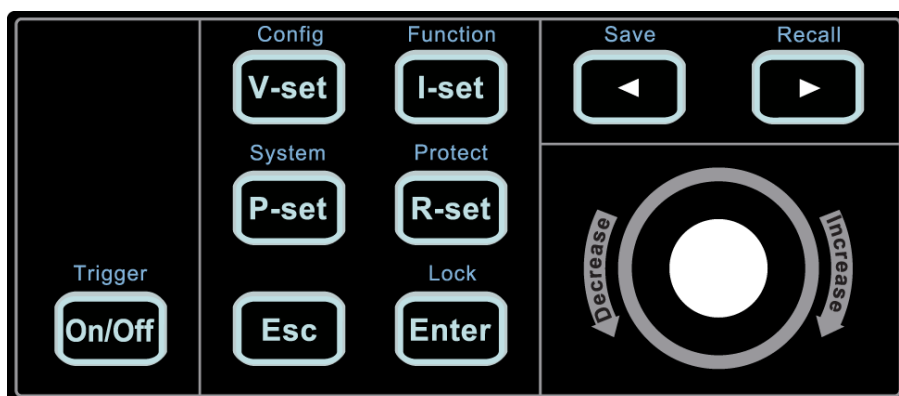 Config Function Save Recall
V-set I-set ◄ ►
System Protect
P-set R-set
Decrease Increase
Trigger Lock
On/Off Esc Enter